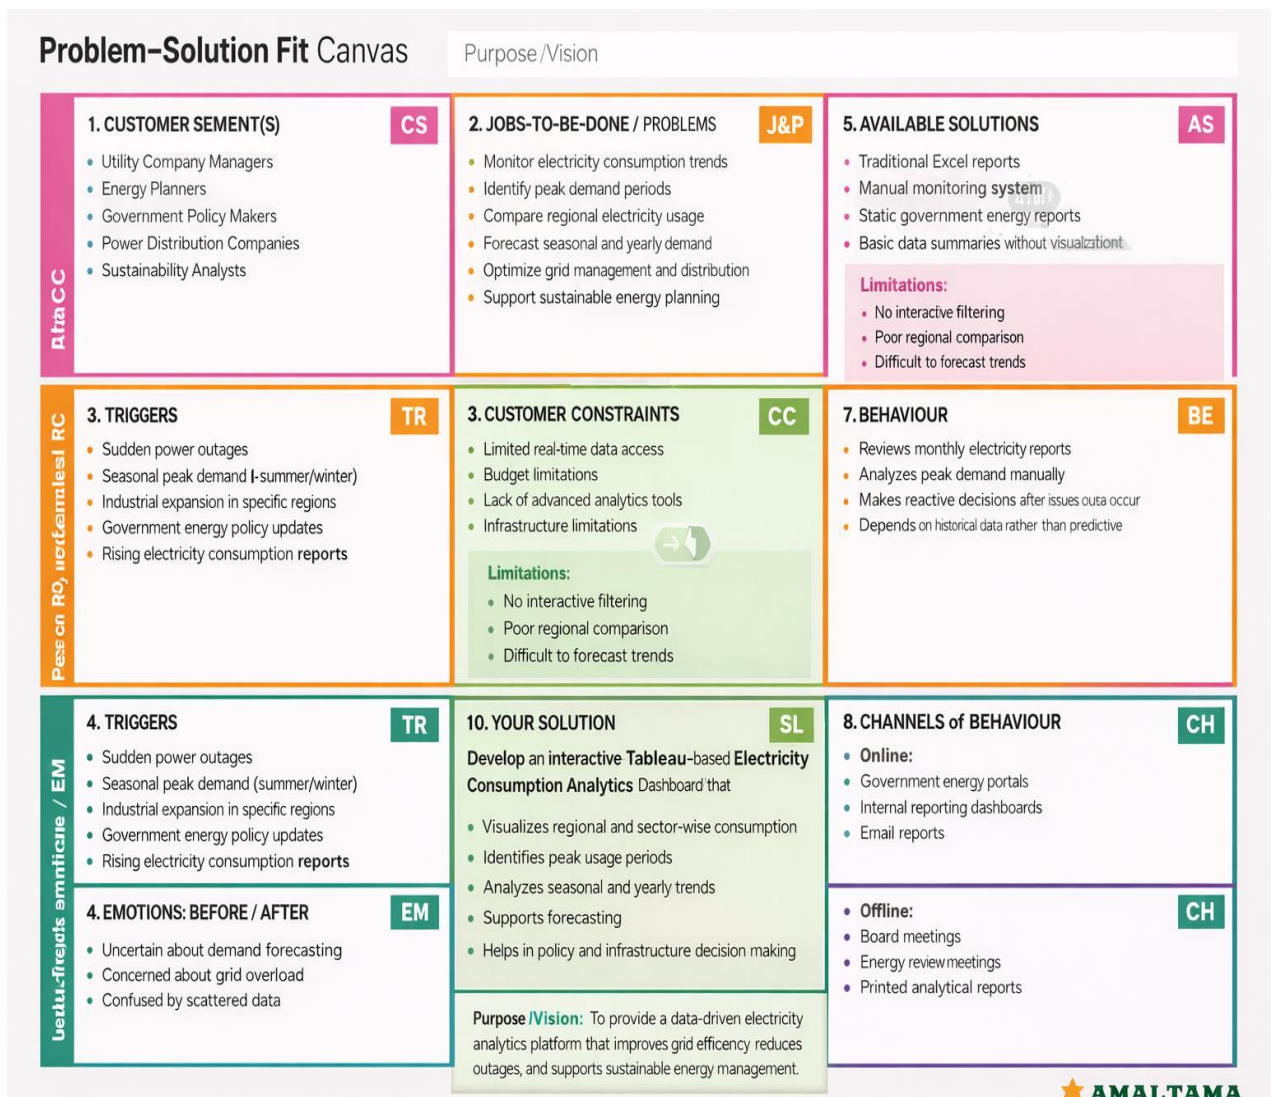 Problem–Solution Fit Canvas
Purpose/Vision
1. CUSTOMER SEMENT(S)
CS
• Utility Company Managers
• Energy Planners
• Government Policy Makers
• Power Distribution Companies
• Sustainability Analysts
2. JOBS-TO-BE-DONE / PROBLEMS
J&P
• Monitor electricity consumption trends
• Identify peak demand periods
• Compare regional electricity usage
• Forecast seasonal and yearly demand
• Optimize grid management and distribution
• Support sustainable energy planning
5. AVAILABLE SOLUTIONS
AS
• Traditional Excel reports
• Manual monitoring system
• Static government energy reports
• Basic data summaries without
Limitations:
• No interactive filtering
• Poor regional comparison
• Difficult to forecast trends
3. TRIGGERS
TR
• Sudden power outages
• Seasonal peak demand I-summer/winter)
• Industrial expansion in specific regions
• Government energy policy updates
• Rising electricity consumption reports
3. CUSTOMER CONSTRAINTS
CC
• Limited real-time data access
• Budget limitations
• Lack of advanced analytics tools
• Infrastructure limitations
Limitations:
• No interactive filtering
• Poor regional comparison
• Difficult to forecast trends
7. BEHAVIOUR
BE
• Reviews monthly electricity reports
• Analyzes peak demand manually
• Makes reactive decisions after issues occur
• Depends on historical data rather than predictive
4. TRIGGERS
TR
• Sudden power outages
• Seasonal peak demand (summer/winter)
• Industrial expansion in specific regions
• Government energy policy updates
• Rising electricity consumption reports
4. EMOTIONS: BEFORE / AFTER
EM
• Uncertain about demand forecasting
• Concerned about grid overload
• Confused by scattered data
/ EM
10. YOUR SOLUTION
SL
Develop an interactive Tableau-based Electricity
Consumption Analytics Dashboard that
• Visualizes regional and sector-wise consumption
• Identifies peak usage periods
• Analyzes seasonal and yearly trends
• Supports forecasting
• Helps in policy and infrastructure decision making
Purpose /Vision: To provide a data-driven electricity
analytics platform that improves grid efficency reduces
outages, and supports sustainable energy management.
8. CHANNELS of BEHAVIOUR
CH
• Online:
• Government energy portals
• Internal reporting dashboards
• Email reports
• Offline:
CH
• Board meetings
• Energy review meetings
• Printed analytical reports
AMALTAMA